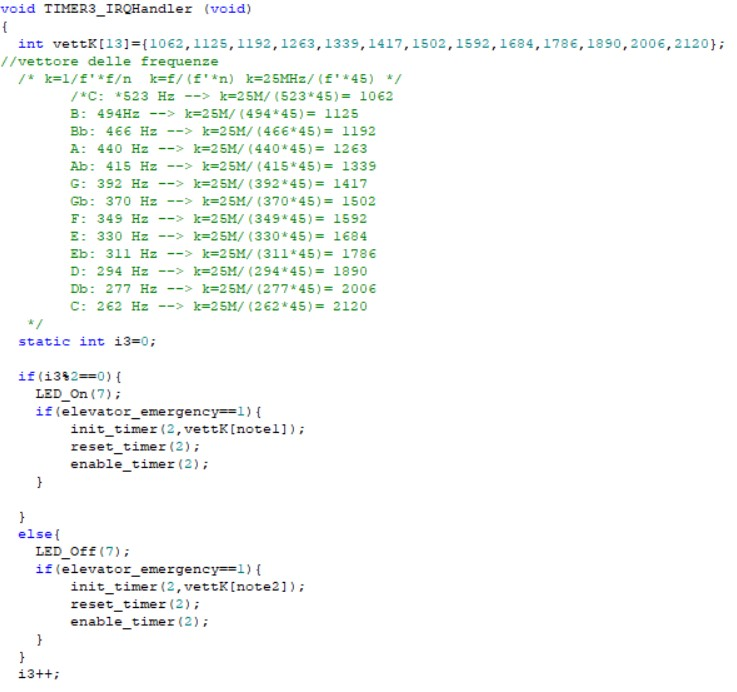 void TIMER3_IRQHandler (void)
{
int vettK[13]={1062,1125,1192,1263,1339,1417,1502,1592,1684,1786,1890,2006,2120};
//vettore delle frequenze
/* k=1/f'*f/n k=f/(f'*n) k=25MHz/(f'*45) */
/*C: *523 Hz --> k=25M/(523*45)= 1062
B: 494Hz --> k=25M/(494*45)= 1125
Bb: 466 Hz --> k=25M/(466*45)= 1192
A: 440 Hz --> k=25M/(440*45)= 1263
Ab: 415 Hz --> k=25M/(415*45)= 1339
G: 392 Hz --> k=25M/(392*45)= 1417
Gb: 370 Hz --> k=25M/(370*45)= 1502
F: 349 Hz --> k=25M/(349*45)= 1592
E: 330 Hz --> k=25M/(330*45)= 1684
Eb: 311 Hz --> k=25M/(311*45)= 1786
D: 294 Hz --> k=25M/(294*45)= 1890
Db: 277 Hz --> k=25M/(277*45)= 2006
C: 262 Hz --> k=25M/(262*45)= 2120
*/
static int i3=0;
if(i3%2==0){
LED_On(7);
if(elevator_emergency==1){
init_timer(2,vettK[note1]);
reset_timer(2);
enable_timer(2);
}
}
else{
LED_Off(7);
if(elevator_emergency==1){
init_timer(2,vettK[note2]);
reset_timer(2);
enable_timer(2);
}
}
i3++;